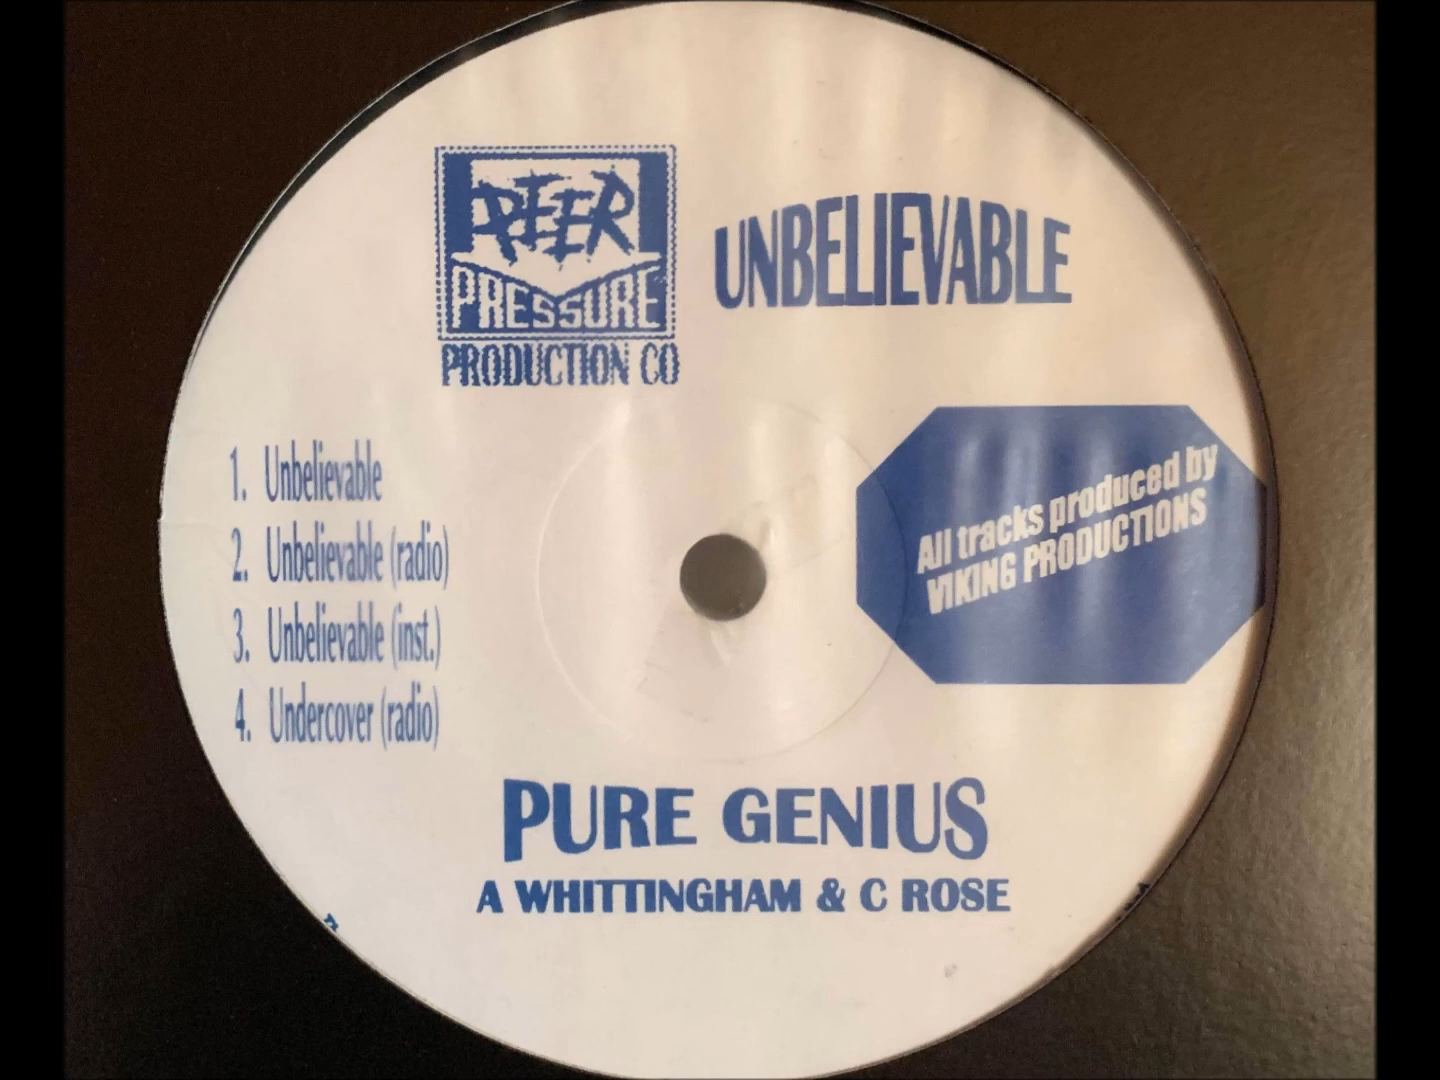 PEER
PRESSURE
PRODUCTION CO
UNBELIEVABLE
1. Unbelievable
2. Unbelievable (radio)
3. Unbelievable (inst.)
4. Undercover (radio)
All tracks produced by
VIKING PRODUCTIONS
PURE GENIUS
A WHITTINGHAM & C ROSE